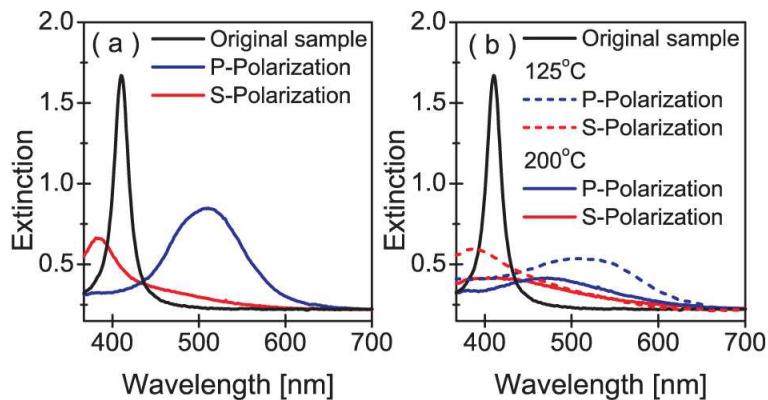 ( a )
Original sample
P-Polarization
S-Polarization
Extinction
2.0
1.5
1.0
0.5
400 500 600 700
Wavelength [nm]
( b )
Original sample
125°C
P-Polarization
S-Polarization
200°C
P-Polarization
S-Polarization
Extinction
2.0
1.5
1.0
0.5
400 500 600 700
Wavelength [nm]